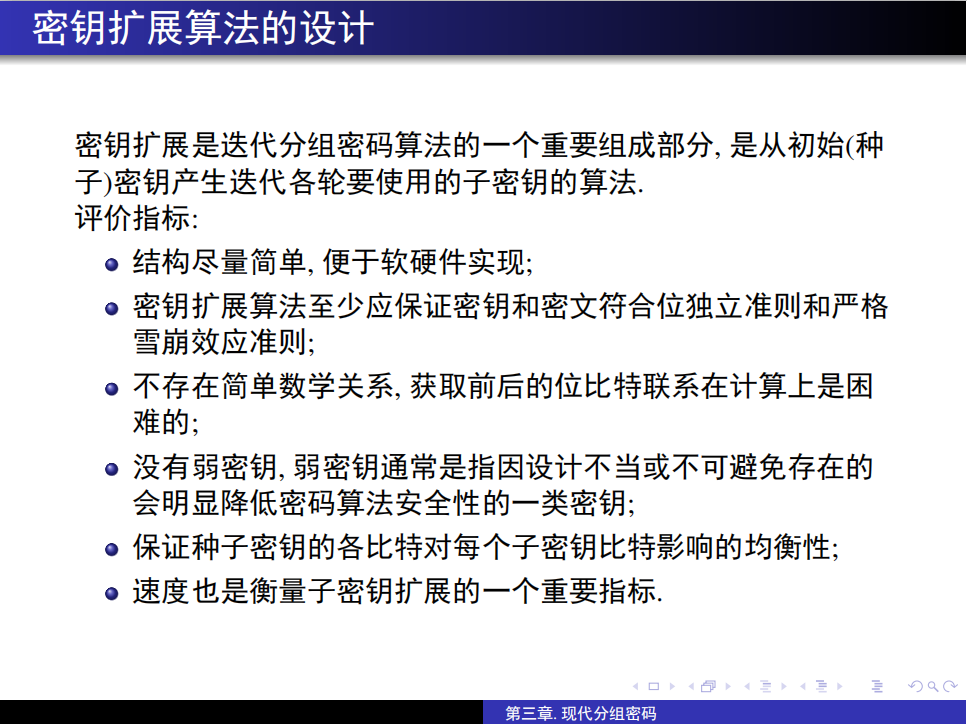 密钥扩展算法的设计
密钥扩展是迭代分组密码算法的一个重要组成部分, 是从初始(种
子)密钥产生迭代各轮要使用的子密钥的算法.
评价指标:
结构尽量简单, 便于软硬件实现;
密钥扩展算法至少应保证密钥和密文符合位独立准则和严格
雪崩效应准则;
不存在简单数学关系, 获取前后的位比特联系在计算上是困
难的;
没有弱密钥, 弱密钥通常是指因设计不当或不可避免存在的
会明显降低密码算法安全性的一类密钥;
保证种子密钥的各比特对每个子密钥比特影响的均衡性;
速度也是衡量子密钥扩展的一个重要指标.
第三章. 现代分组密码